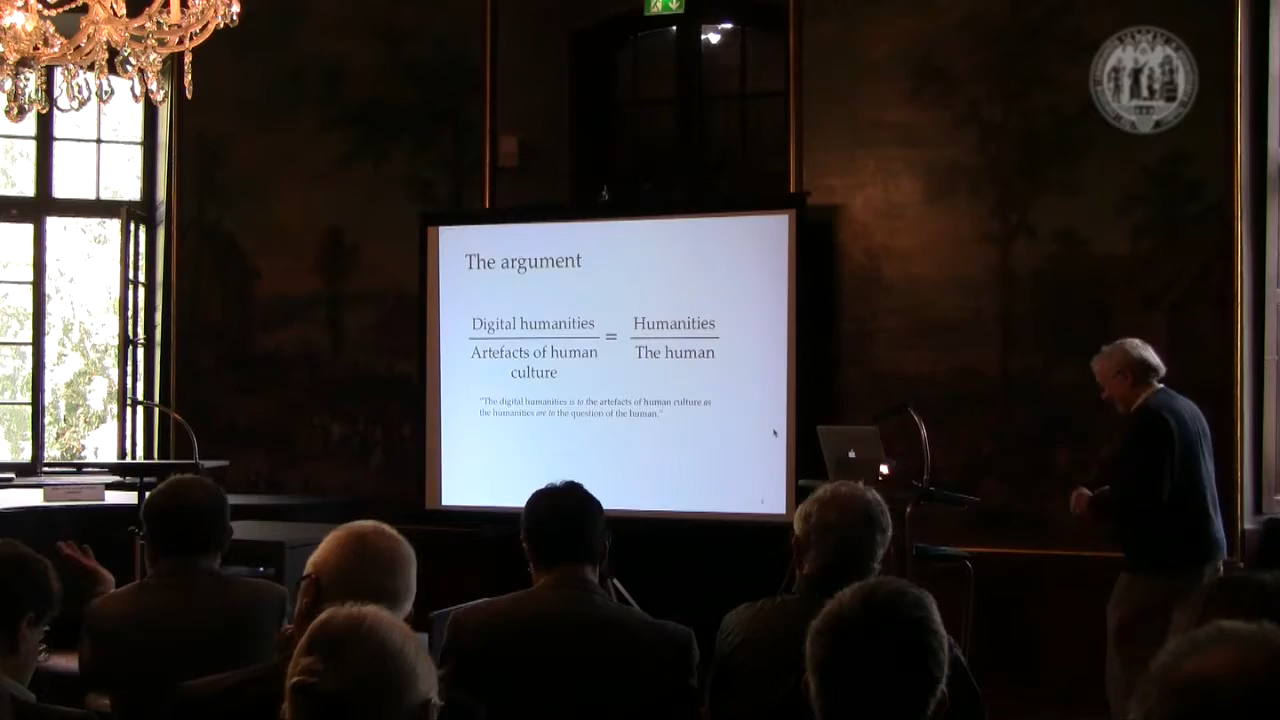 The argument
Digital humanities
Artefacts of human
culture
=
Humanities
The human
"The digital humanities is to the artefacts of human culture as
the humanities are to the question of the human."